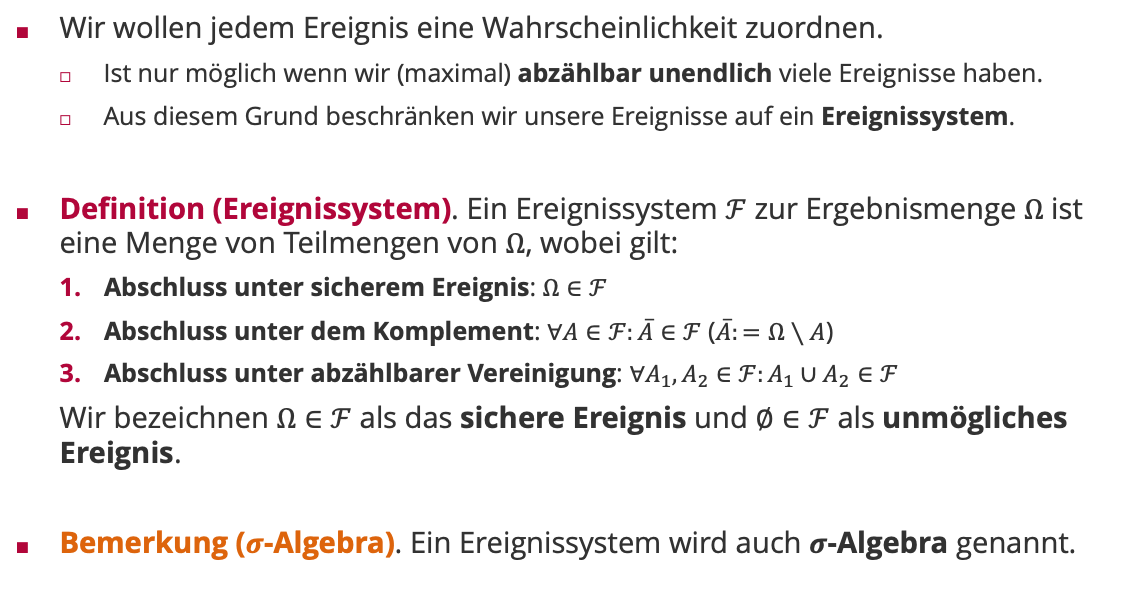 Wir wollen jedem Ereignis eine Wahrscheinlichkeit zuordnen.
Ist nur möglich wenn wir (maximal) abzählbar unendlich viele Ereignisse haben.
Aus diesem Grund beschränken wir unsere Ereignisse auf ein Ereignissystem.
Definition (Ereignissystem). Ein Ereignissystem ℱ zur Ergebnismenge Ω ist
eine Menge von Teilmengen von Ω, wobei gilt:
1. Abschluss unter sicherem Ereignis: Ω ∈ ℱ
2. Abschluss unter dem Komplement: ∀A ∈ ℱ: Ā ∈ ℱ (Ā: = Ω \ A)
3. Abschluss unter abzählbarer Vereinigung: ∀A₁, A₂ ∈ ℱ: A₁ ∪ A₂ ∈ ℱ
Wir bezeichnen Ω ∈ ℱ als das sichere Ereignis und ∅ ∈ ℱ als unmögliches
Ereignis.
Bemerkung (σ-Algebra). Ein Ereignissystem wird auch σ-Algebra genannt.